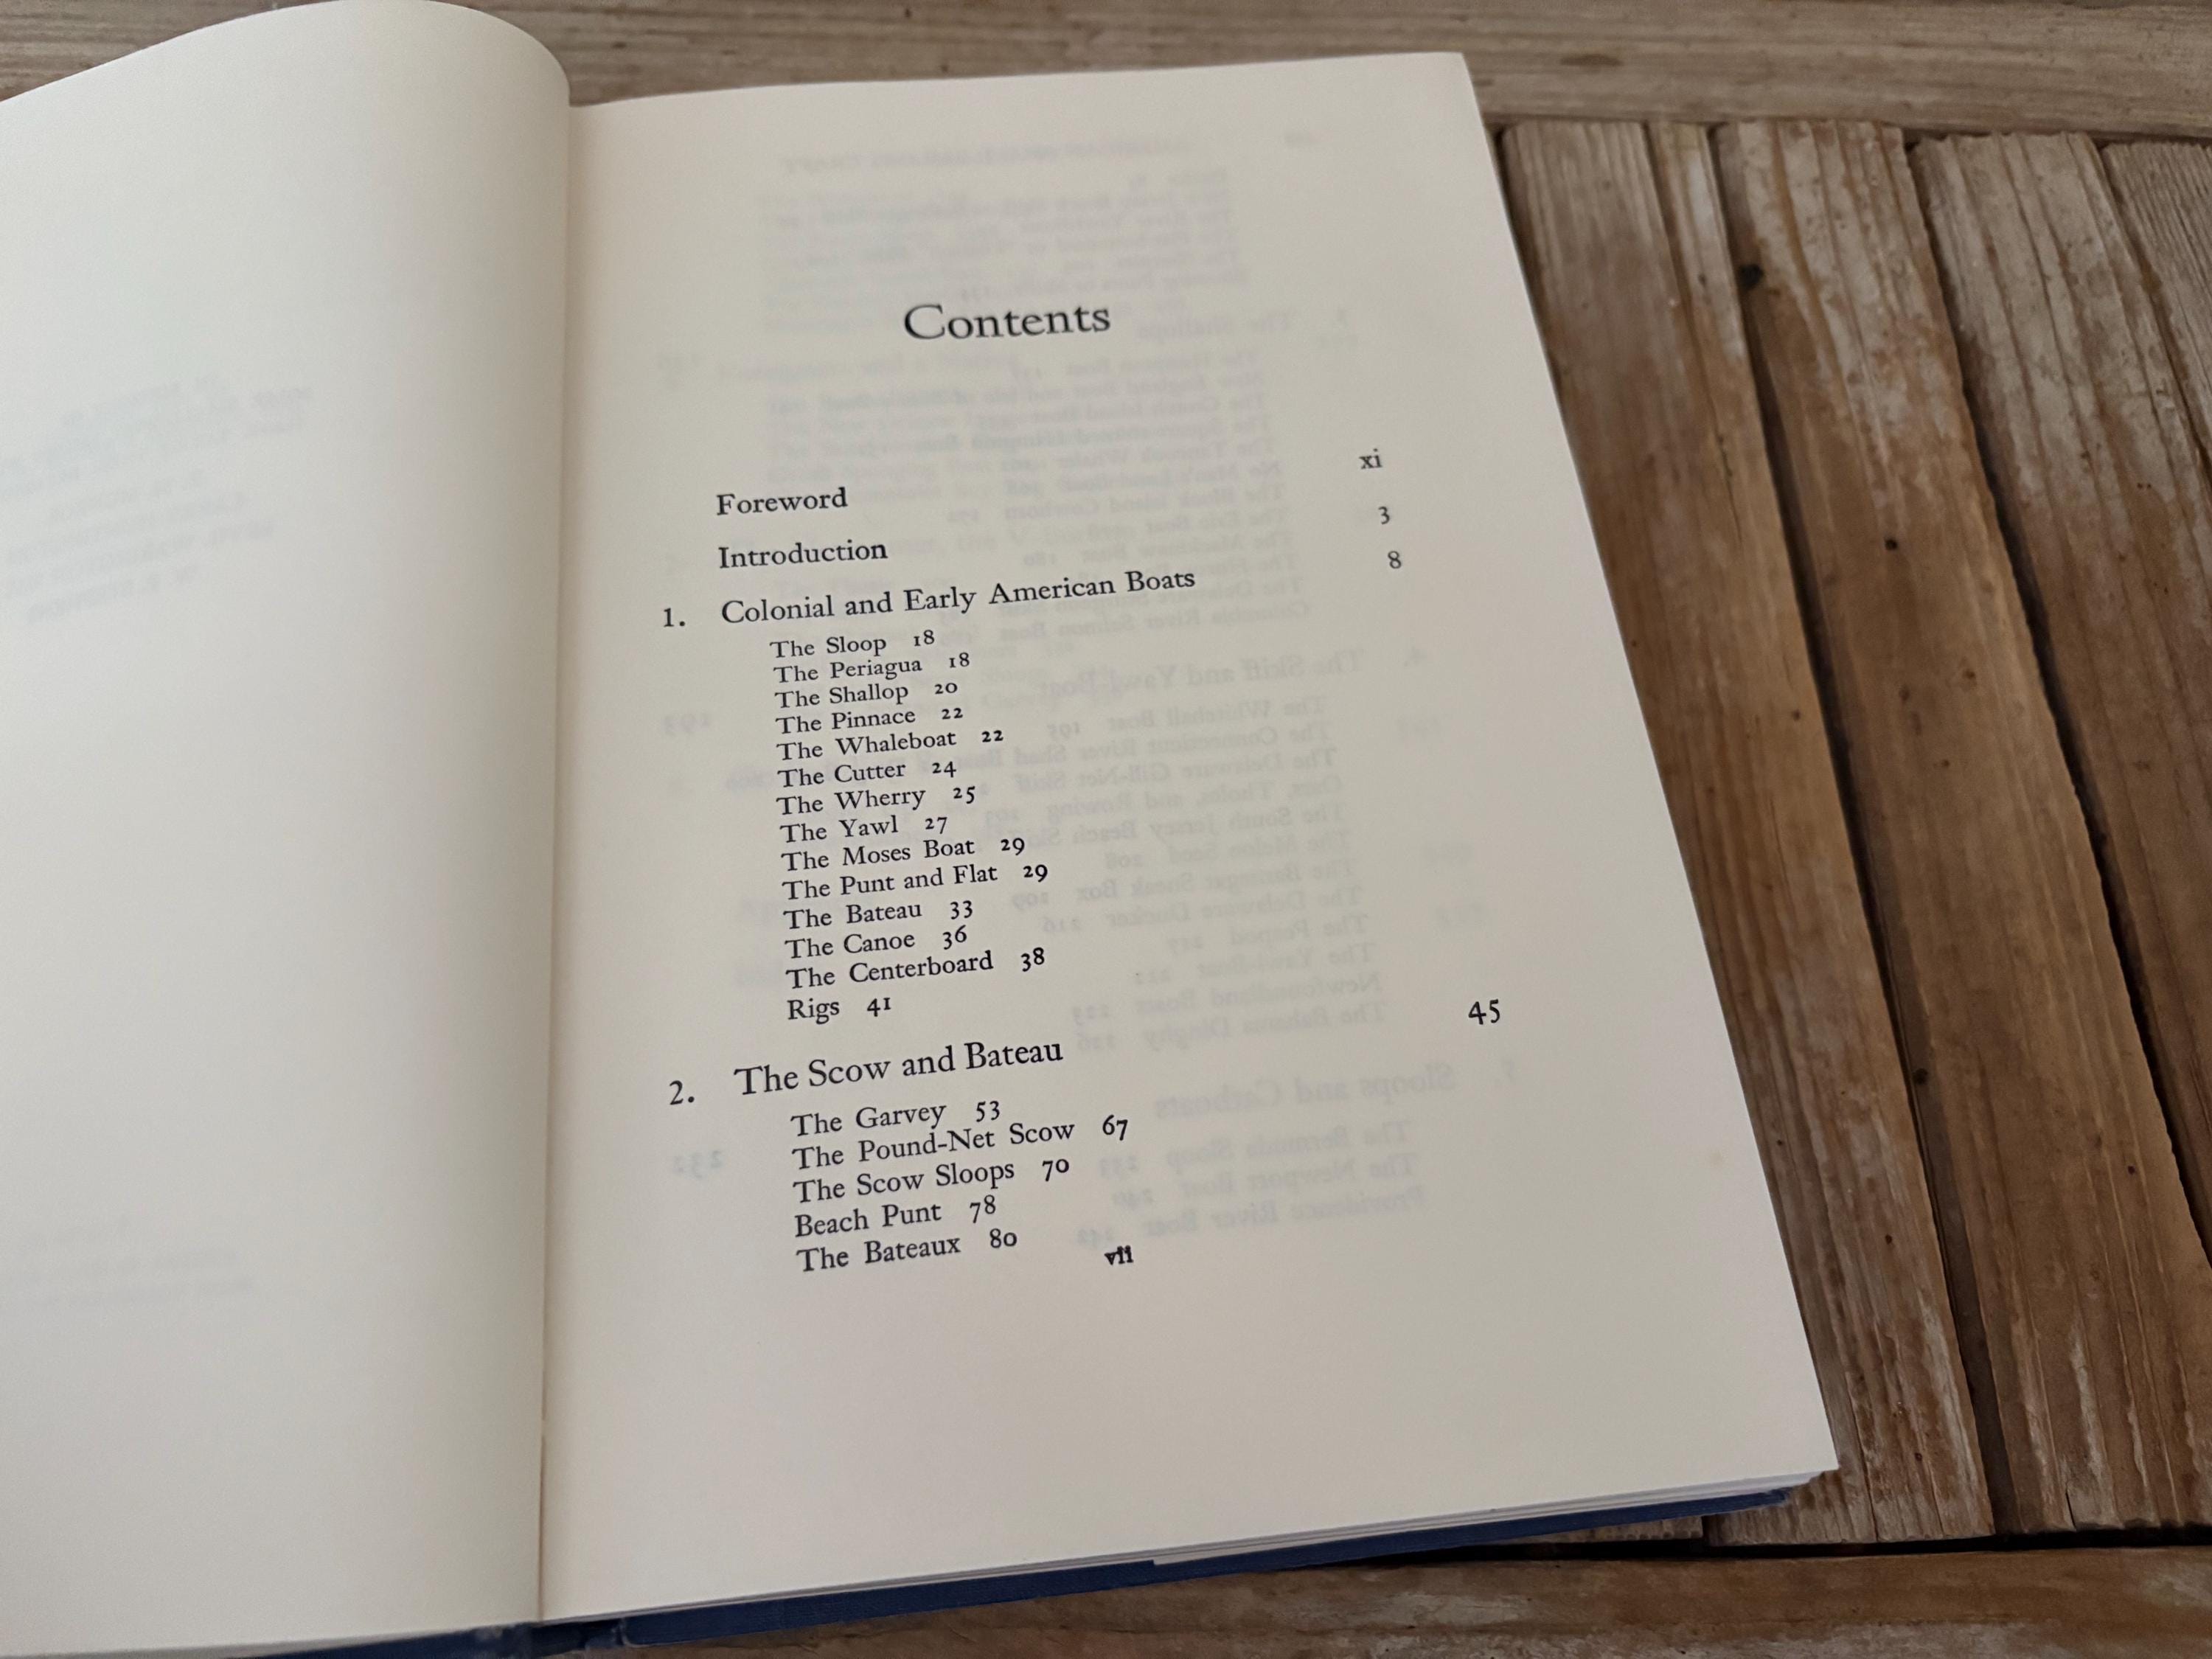 Contents
Foreword xi
Introduction 3
1. Colonial and Early American Boats 8
The Sloop 18
The Periagua 18
The Shallop 20
The Pinnace 22
The Whaleboat 22
The Cutter 24
The Wherry 25
The Yawl 27
The Moses Boat 29
The Punt and Flat 29
The Bateau 33
The Canoe 36
The Centerboard 38
Rigs 41
2. The Scow and Bateau 45
The Garvey 53
The Pound-Net Scow 67
The Scow Sloops 70
Beach Punt 78
The Bateaux 80
vii